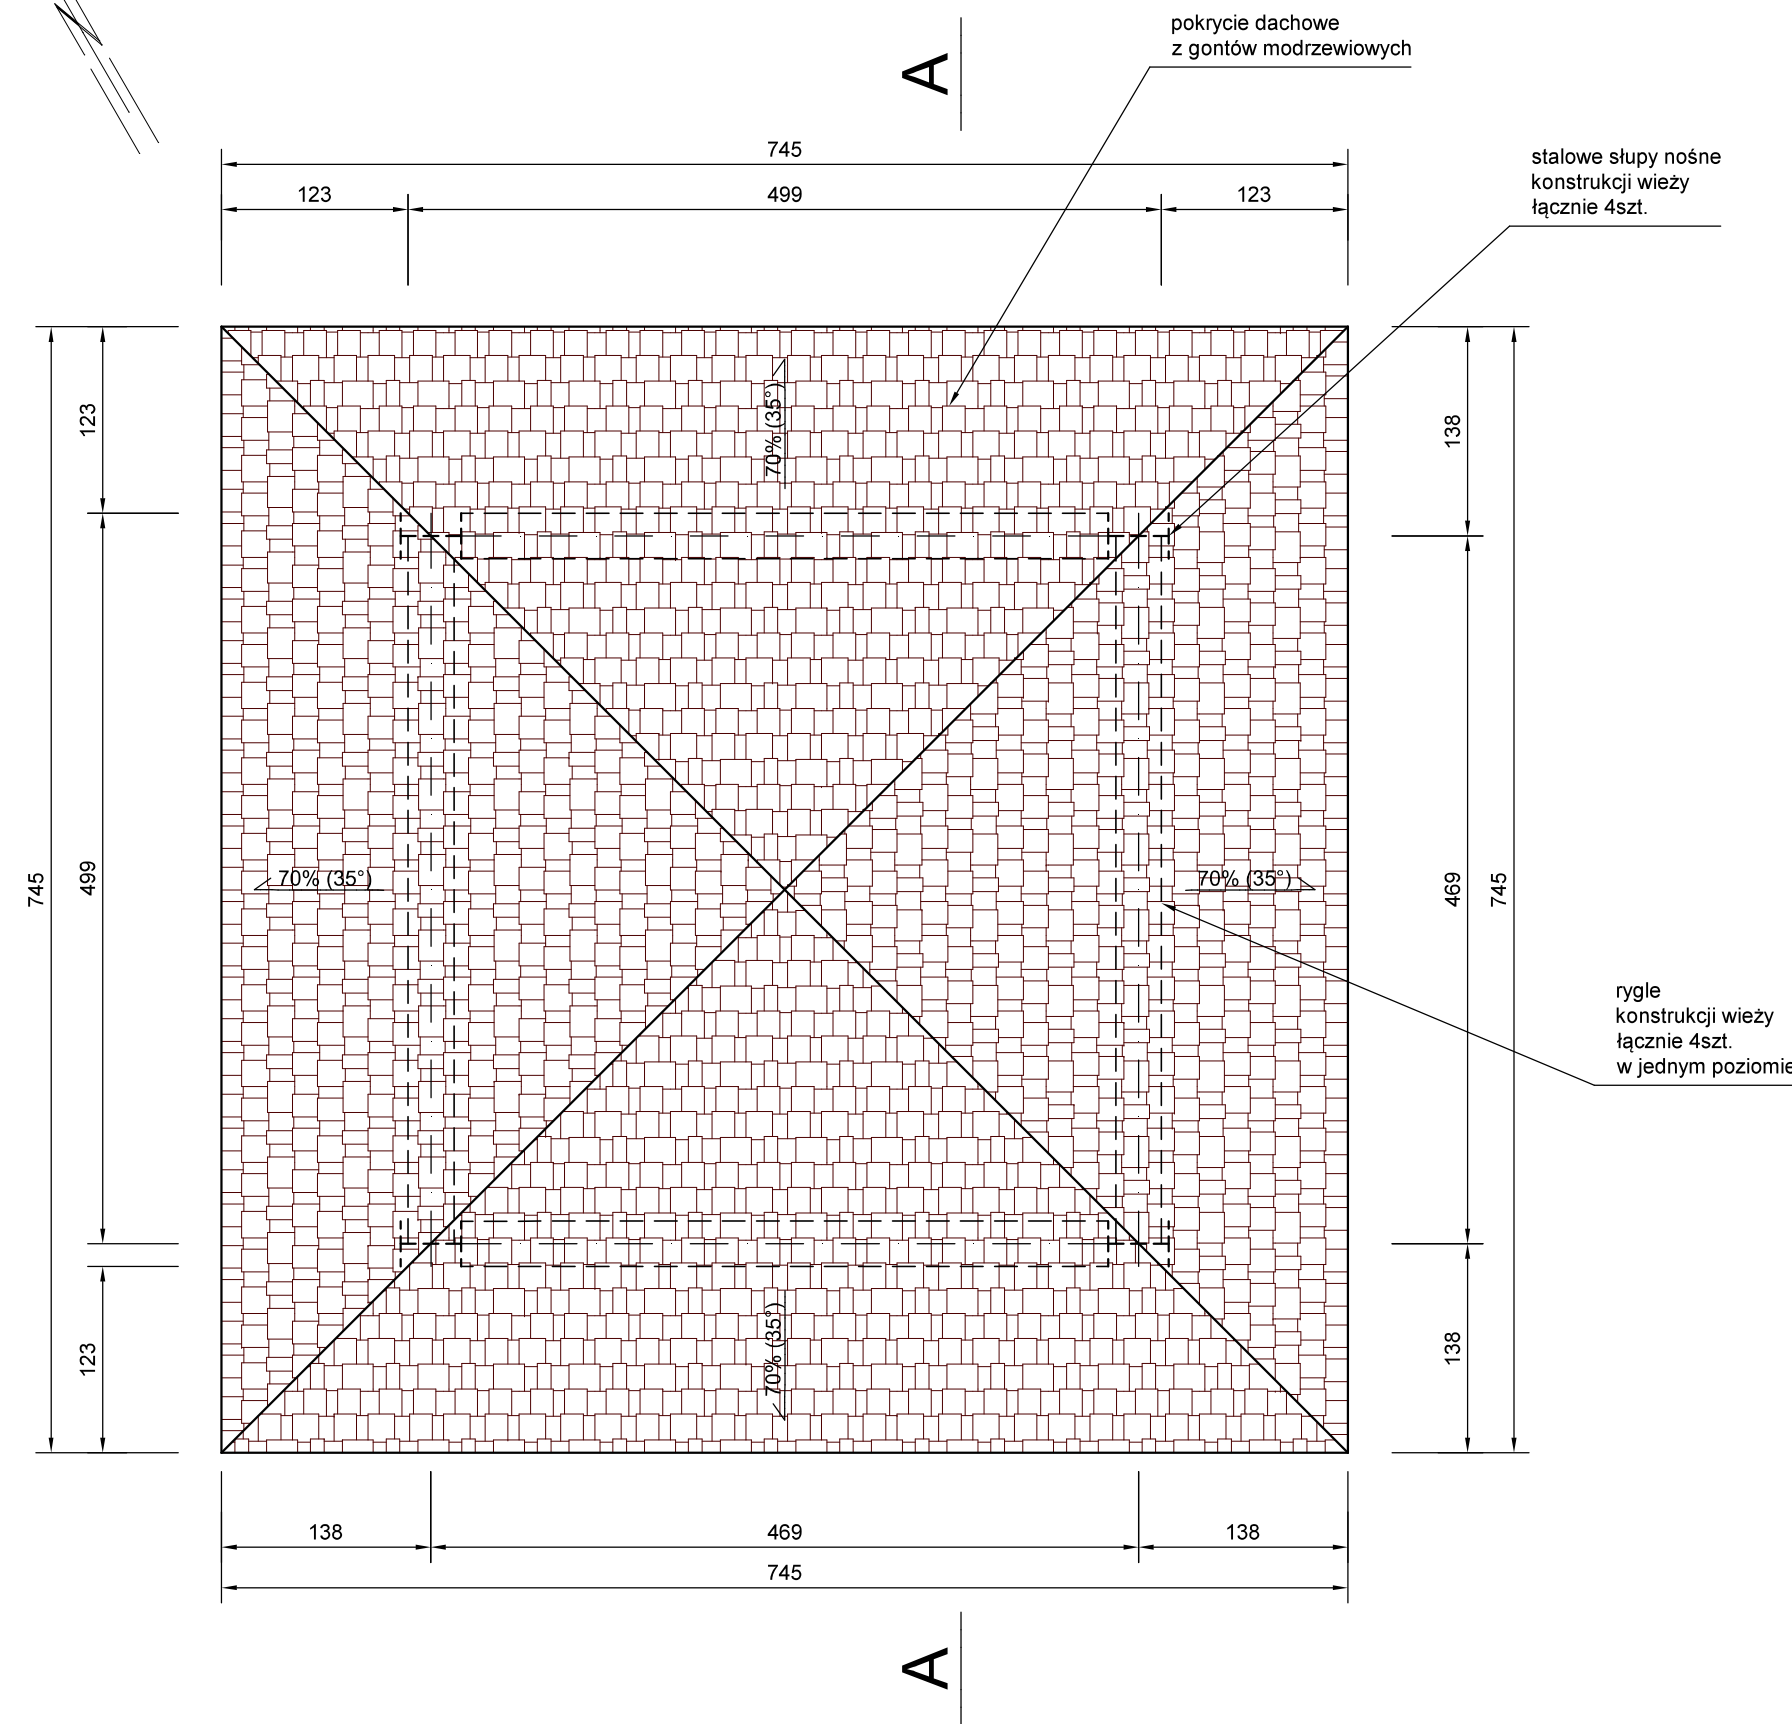 pokrycie dachowe
z gontów modrzewiowych
A
stalowe słupy nośne
konstrukcji wieży
łącznie 4szt.
745
123
499
123
70% (35°)
123
138
745
499
70% (35°)
70% (35°)
469
745
rygle
konstrukcji wieży
łącznie 4szt.
w jednym poziomie
70% (35°)
123
138
138
469
138
745
A